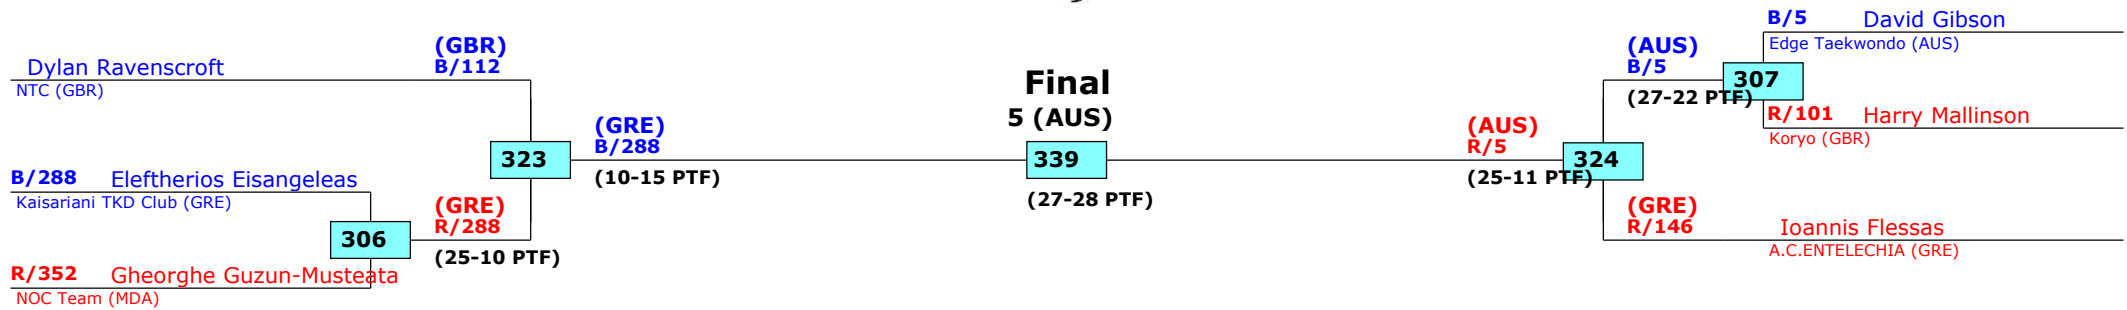 Dylan Ravenscroft
NTC (GBR)
(GBR)
B/112
B/288 Eleftherios Eisangeleas
Kaisariani TKD Club (GRE)
306
R/352 Gheorghe Guzun-Musteata
NOC Team (MDA)
(GRE)
R/288
(25-10 PTF)
323
(GRE)
B/288
(10-15 PTF)
Final
5 (AUS)
339
(27-28 PTF)
(AUS)
R/5
(25-11 PTF)
324
(AUS)
B/5
(27-22 PTF)
307
B/5 David Gibson
Edge Taekwondo (AUS)
R/101 Harry Mallinson
Koryo (GBR)
(GRE)
R/146
Ioannis Flessas
A.C.ENTELECHIA (GRE)